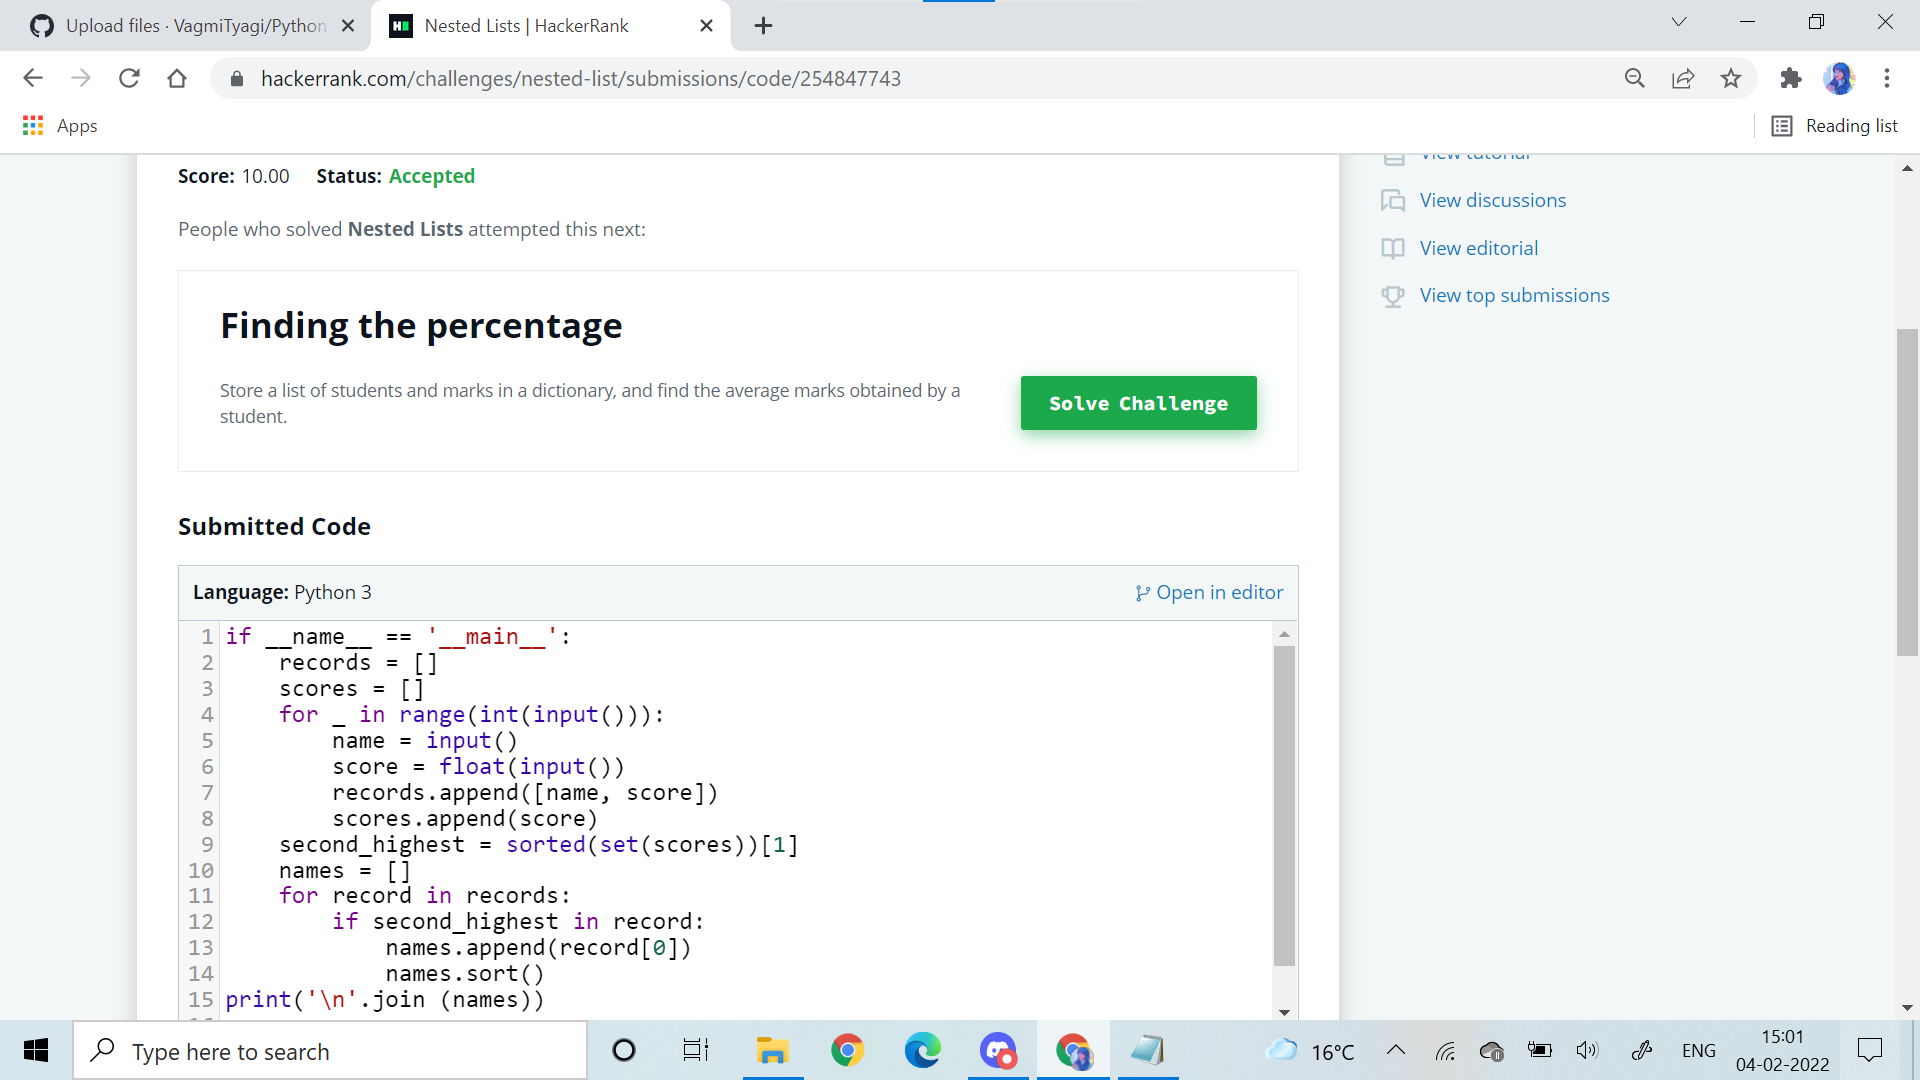 Upload files · VagmiTyagi/Python
Nested Lists | HackerRank
hackerrank.com/challenges/nested-list/submissions/code/254847743
Apps
Reading list
Score: 10.00 Status: Accepted
People who solved Nested Lists attempted this next:
Finding the percentage
Store a list of students and marks in a dictionary, and find the average marks obtained by a
student.
Solve Challenge
View tutorial
View discussions
View editorial
View top submissions
Submitted Code
Language: Python 3
Open in editor
1 if __name__ == '__main__':
2     records = []
3     scores = []
4     for _ in range(int(input())):
5         name = input()
6         score = float(input())
7         records.append([name, score])
8         scores.append(score)
9     second_highest = sorted(set(scores))[1]
10     names = []
11     for record in records:
12         if second_highest in record:
13             names.append(record[0])
14             names.sort()
15 print('\n'.join (names))
Type here to search
16°C
ENG
15:01
04-02-2022